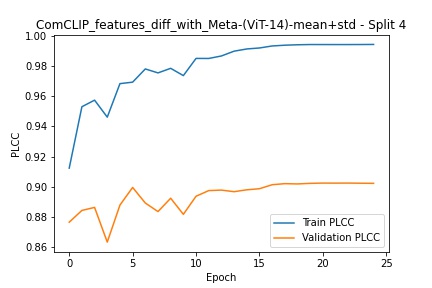 ComCLIP_features_diff_with_Meta-(ViT-14)-mean+std - Split 4
PLCC
1.00
0.98
0.96
0.94
0.92
0.90
0.88
0.86
Train PLCC
Validation PLCC
0 5 10 15 20 25
Epoch